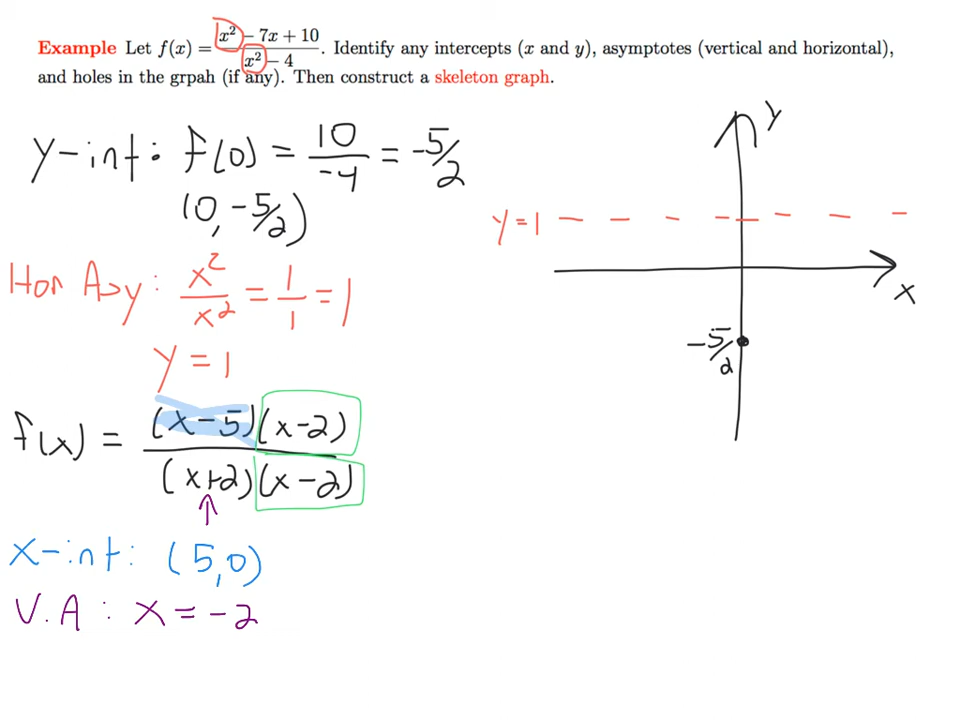 Example Let f(x) = x² − 7x + 10 / x² − 4. Identify any intercepts (x and y), asymptotes (vertical and horizontal),
and holes in the grpah (if any). Then construct a skeleton graph.
y-int: f(0) = 10/-4 = -5/2
(0, -5/2)
Hor Asy: x²/x² = 1/1 = 1
y = 1
f(x) = (x-5)(x-2) / (x+2)(x-2)
x-int: (5,0)
V.A: x = -2
y
y=1
x
-5/2